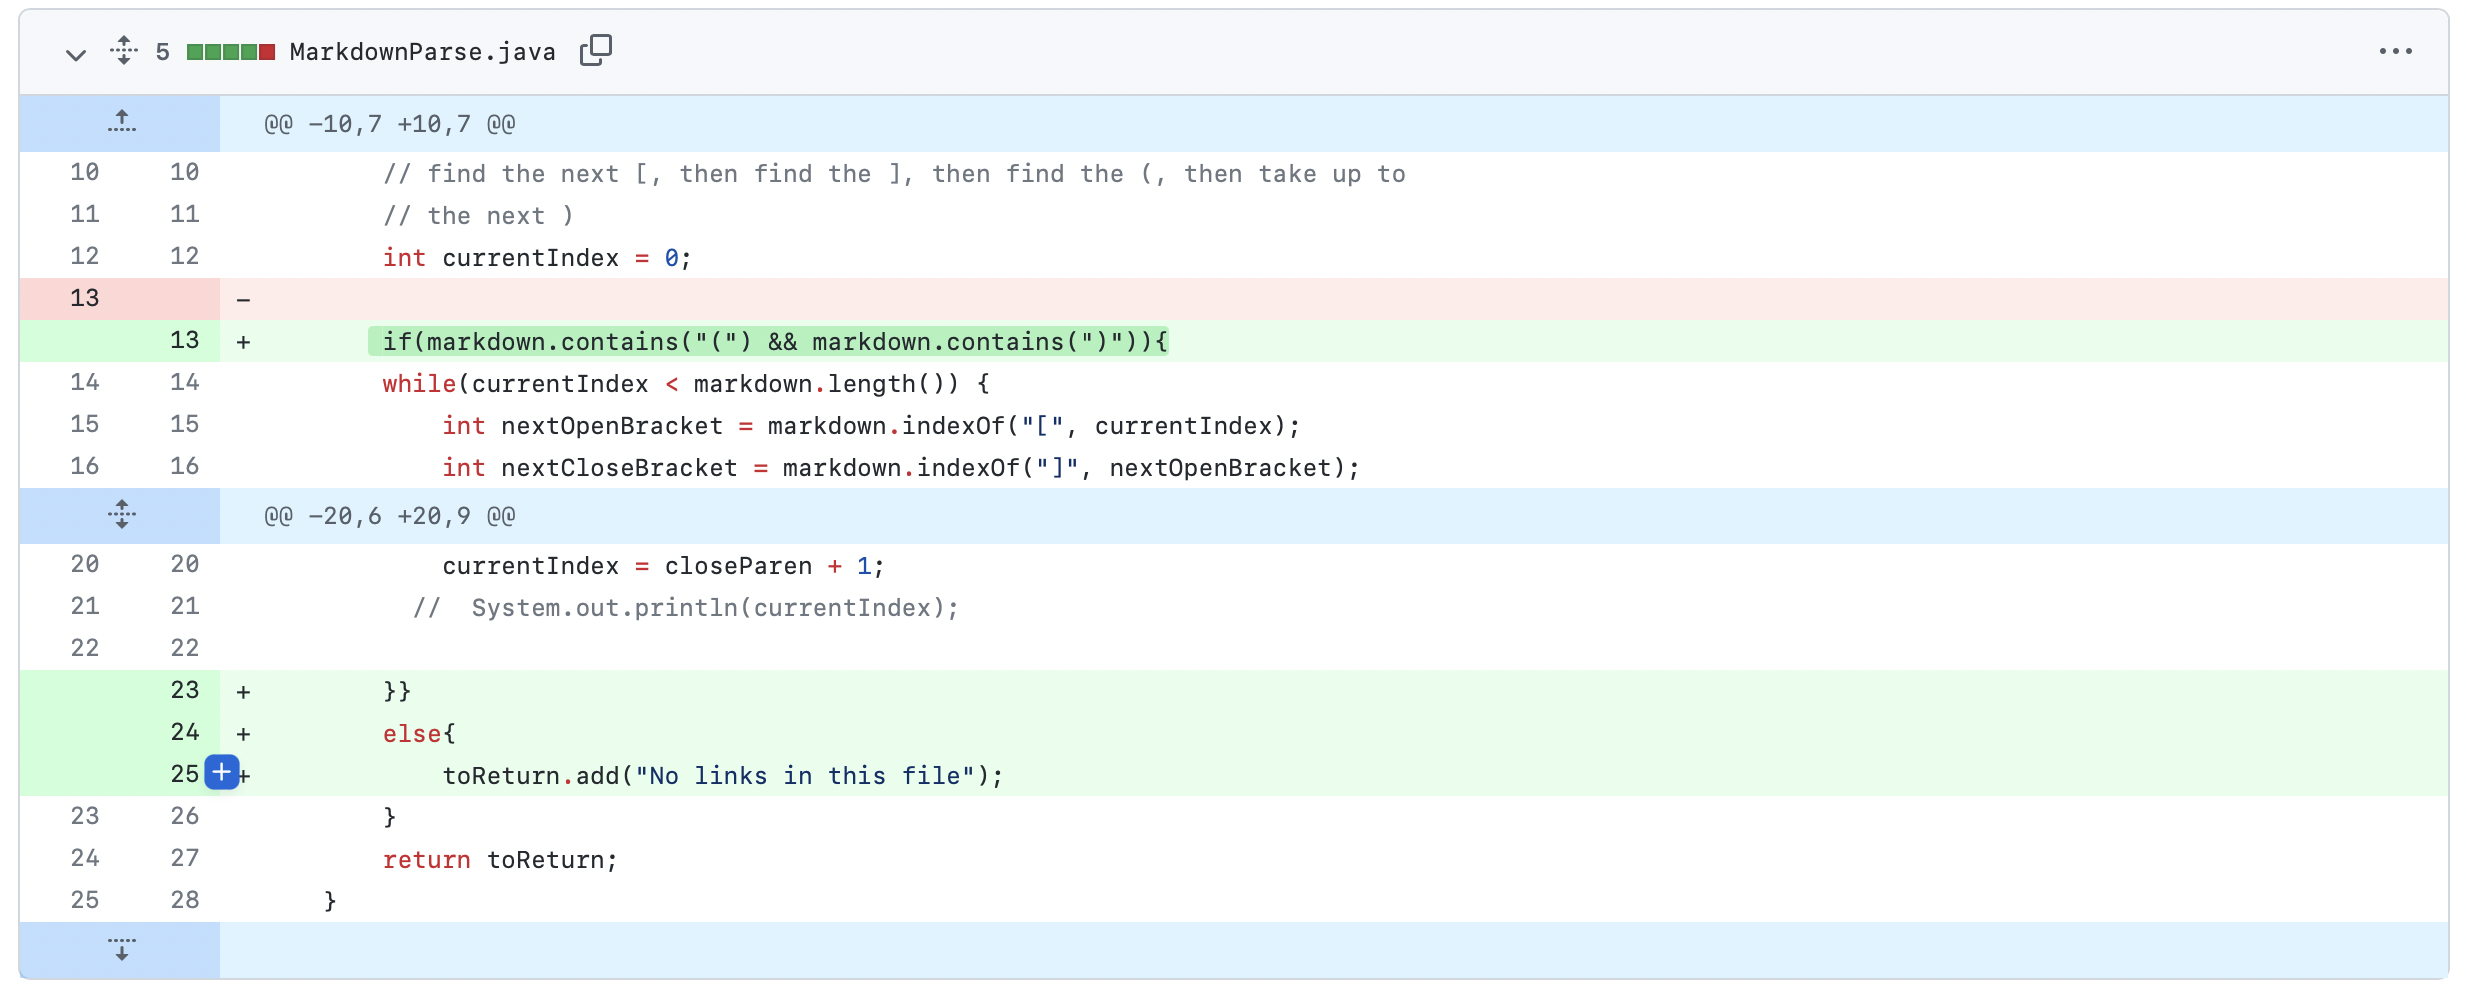 5 MarkdownParse.java
@@ -10,7 +10,7 @@
10 10 // find the next [, then find the ], then find the (, then take up to
11 11 // the next )
12 12 int currentIndex = 0;
13 -
13 + if(markdown.contains("(") && markdown.contains(")")){
14 14 while(currentIndex < markdown.length()) {
15 15 int nextOpenBracket = markdown.indexOf("[", currentIndex);
16 16 int nextCloseBracket = markdown.indexOf("]", nextOpenBracket);
@@ -20,6 +20,9 @@
20 20 currentIndex = closeParen + 1;
21 21 //  System.out.println(currentIndex);
22 22
23 + }}
24 + else{
25 + toReturn.add("No links in this file");
23 26 }
24 27 return toReturn;
25 28 }